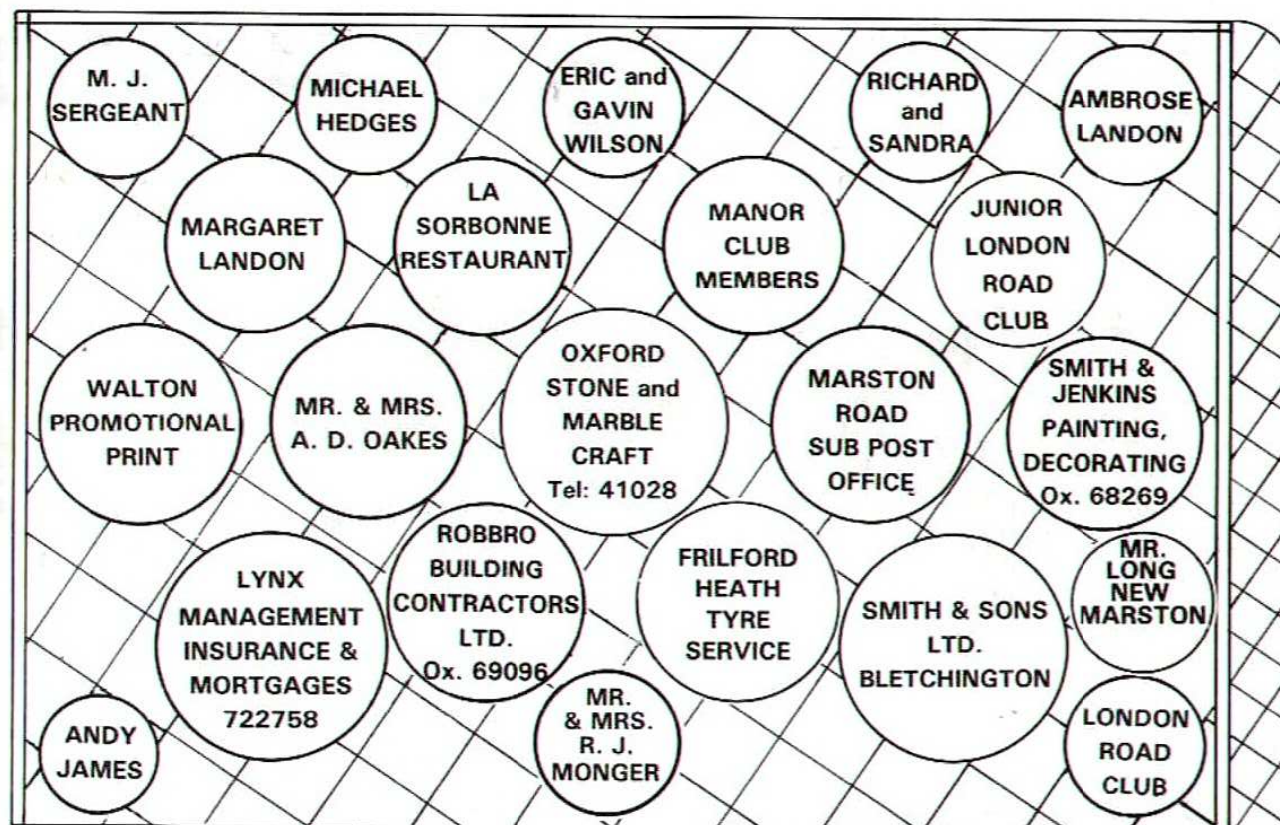 M. J.
SERGEANT
MICHAEL
HEDGES
ERIC and
GAVIN
WILSON
RICHARD
and
SANDRA
AMBROSE
LANDON
MARGARET
LANDON
LA
SORBONNE
RESTAURANT
MANOR
CLUB
MEMBERS
JUNIOR
LONDON
ROAD
CLUB
WALTON
PROMOTIONAL
PRINT
MR. & MRS.
A. D. OAKES
OXFORD
STONE and
MARBLE
CRAFT
Tel: 41028
MARSTON
ROAD
SUB POST
OFFICE
SMITH &
JENKINS
PAINTING,
DECORATING
Ox. 68269
LYNX
MANAGEMENT
INSURANCE &
MORTGAGES
722758
ROBBRO
BUILDING
CONTRACTORS
LTD.
Ox. 69096
FRILFORD
HEATH
TYRE
SERVICE
SMITH & SONS
LTD.
BLETCHINGTON
MR.
LONG
NEW
MARSTON
ANDY
JAMES
MR.
& MRS.
R. J.
MONGER
LONDON
ROAD
CLUB